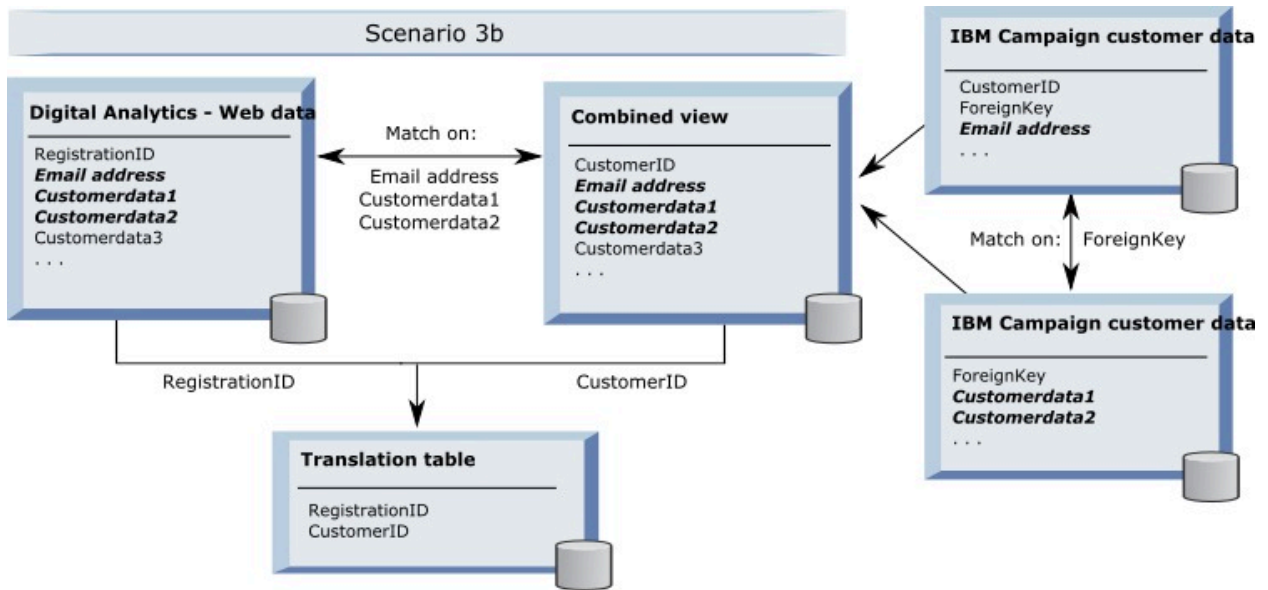 Scenario 3b
Digital Analytics - Web data
RegistrationID
Email address
Customerdata1
Customerdata2
Customerdata3
. . .
Match on:
Email address
Customerdata1
Customerdata2
Combined view
CustomerID
Email address
Customerdata1
Customerdata2
Customerdata3
. . .
IBM Campaign customer data
CustomerID
ForeignKey
Email address
. . .
Match on: ForeignKey
IBM Campaign customer data
ForeignKey
Customerdata1
Customerdata2
. . .
RegistrationID
CustomerID
Translation table
RegistrationID
CustomerID